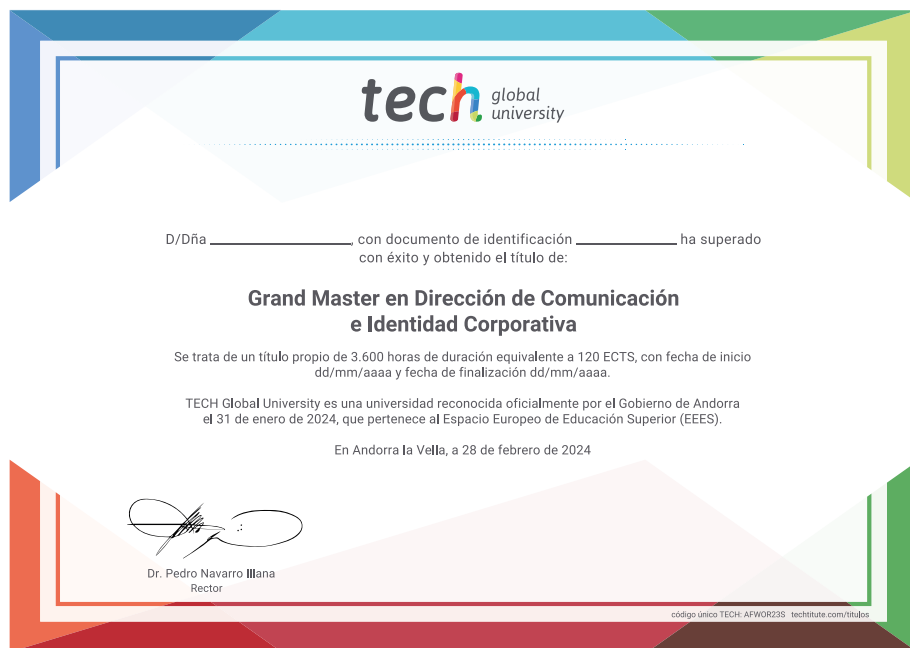 tech global university
D/Dña ______________, con documento de identificación __________ ha superado
con éxito y obtenido el título de:
Grand Master en Dirección de Comunicación
e Identidad Corporativa
Se trata de un título propio de 3.600 horas de duración equivalente a 120 ECTS, con fecha de inicio
dd/mm/aaaa y fecha de finalización dd/mm/aaaa.
TECH Global University es una universidad reconocida oficialmente por el Gobierno de Andorra
el 31 de enero de 2024, que pertenece al Espacio Europeo de Educación Superior (EEES).
En Andorra la Vella, a 28 de febrero de 2024
Dr. Pedro Navarro Illana
Rector
código único TECH: AFWOR23S techtitute.com/titulos